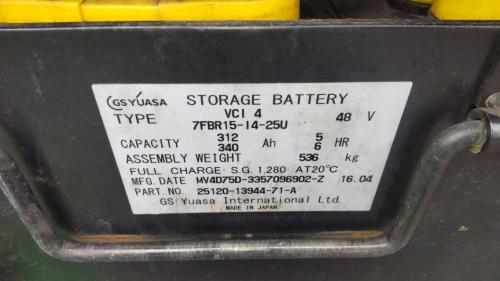 GS YUASA STORAGE BATTERY
TYPE VCI 4 48 V
7FBR15-14-25U
CAPACITY 312 Ah 5 HR
340 6
ASSEMBLY WEIGHT 536 kg
FULL CHARGE S.G. 1.280 AT20°C
MFG. DATE MV4D75D-3357096902-Z 16.04
PART.NO. 25120-13944-71-A
GS Yuasa International Ltd.
MADE IN JAPAN